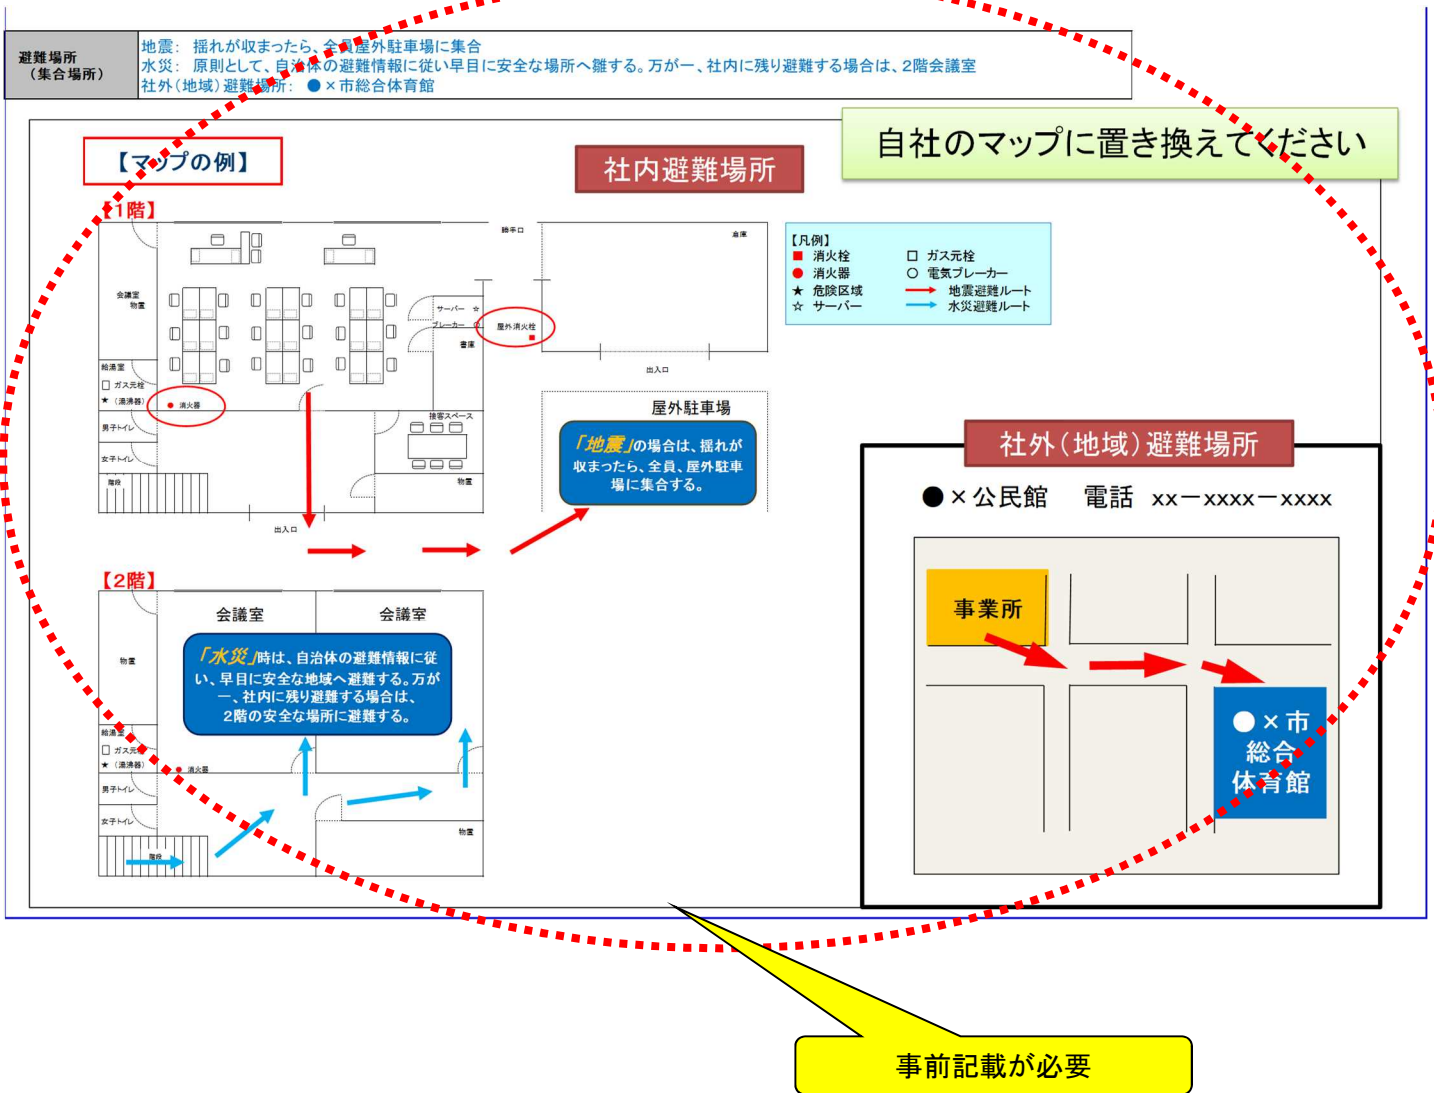 避難場所
（集合場所）
地震： 揺れが収まったら、全員屋外駐車場に集合
水災： 原則として、自治体の避難情報に従い早目に安全な場所へ雛する。万が一、社内に残り避難する場合は、2階会議室
社外（地域）避難場所： ●×市総合体育館
自社のマップに置き換えてください
【マップの例】
社内避難場所
【1階】
勝手口
倉庫
【凡例】
■ 消火栓
□ ガス元栓
● 消火器
○ 電気ブレーカー
★ 危険区域
地震避難ルート
☆ サーバー
水災避難ルート
会議室
物置
サーバー ☆
ブレーカー ○
書庫
屋外消火栓
出入口
給湯室
□ ガス元栓
★ （湯沸器）
● 消火器
男子トイレ
女子トイレ
階段
接客スペース
物置
出入口
屋外駐車場
「地震」の場合は、揺れが
収まったら、全員、屋外駐車
場に集合する。
社外（地域）避難場所
●×公民館 電話 xx－xxxx－xxxx
事業所
●×市
総合
体育館
【2階】
会議室
会議室
物置
「水災」時は、自治体の避難情報に従
い、早目に安全な地域へ避難する。万が
一、社内に残り避難する場合は、
2階の安全な場所に避難する。
給湯室
□ ガス元栓
★ （湯沸器）
● 消火器
男子トイレ
女子トイレ
階段
物置
事前記載が必要